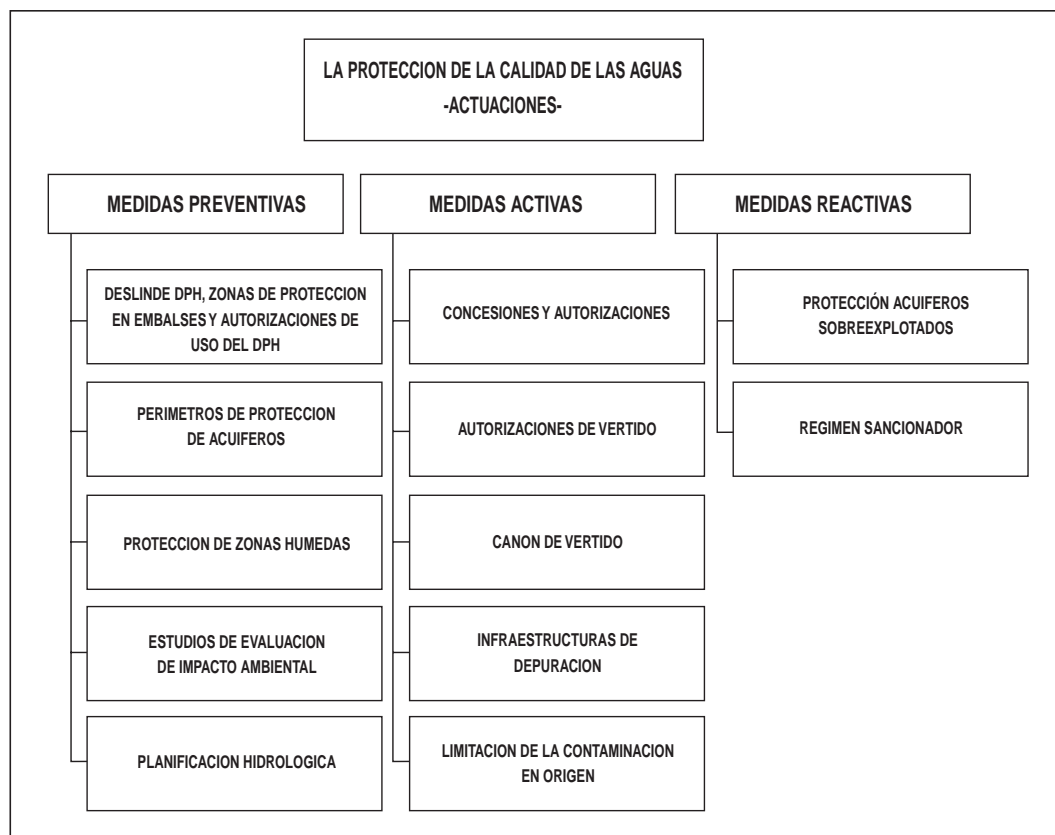 LA PROTECCION DE LA CALIDAD DE LAS AGUAS
-ACTUACIONES-
MEDIDAS PREVENTIVAS
DESLINDE DPH, ZONAS DE PROTECCION
EN EMBALSES Y AUTORIZACIONES DE
USO DEL DPH
PERIMETROS DE PROTECCION
DE ACUIFEROS
PROTECCION DE ZONAS HUMEDAS
ESTUDIOS DE EVALUACION
DE IMPACTO AMBIENTAL
PLANIFICACION HIDROLOGICA
MEDIDAS ACTIVAS
CONCESIONES Y AUTORIZACIONES
AUTORIZACIONES DE VERTIDO
CANON DE VERTIDO
INFRAESTRUCTURAS DE
DEPURACION
LIMITACION DE LA CONTAMINACION
EN ORIGEN
MEDIDAS REACTIVAS
PROTECCIÓN ACUIFEROS
SOBREEXPLOTADOS
REGIMEN SANCIONADOR